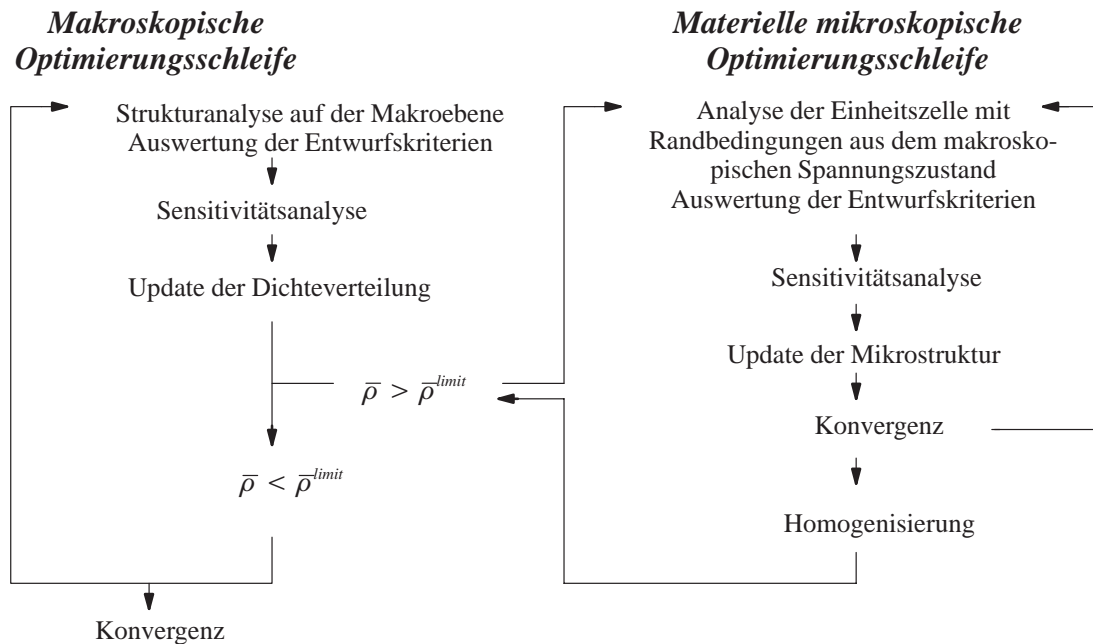 Makroskopische
Optimierungsschleife
Strukturanalyse auf der Makroebene
Auswertung der Entwurfskriterien
Sensitivitätsanalyse
Update der Dichteverteilung
ρ̅ > ρ̅^limit
ρ̅ < ρ̅^limit
Konvergenz
Materielle mikroskopische
Optimierungsschleife
Analyse der Einheitszelle mit
Randbedingungen aus dem makrosko-
pischen Spannungszustand
Auswertung der Entwurfskriterien
Sensitivitätsanalyse
Update der Mikrostruktur
Konvergenz
Homogenisierung